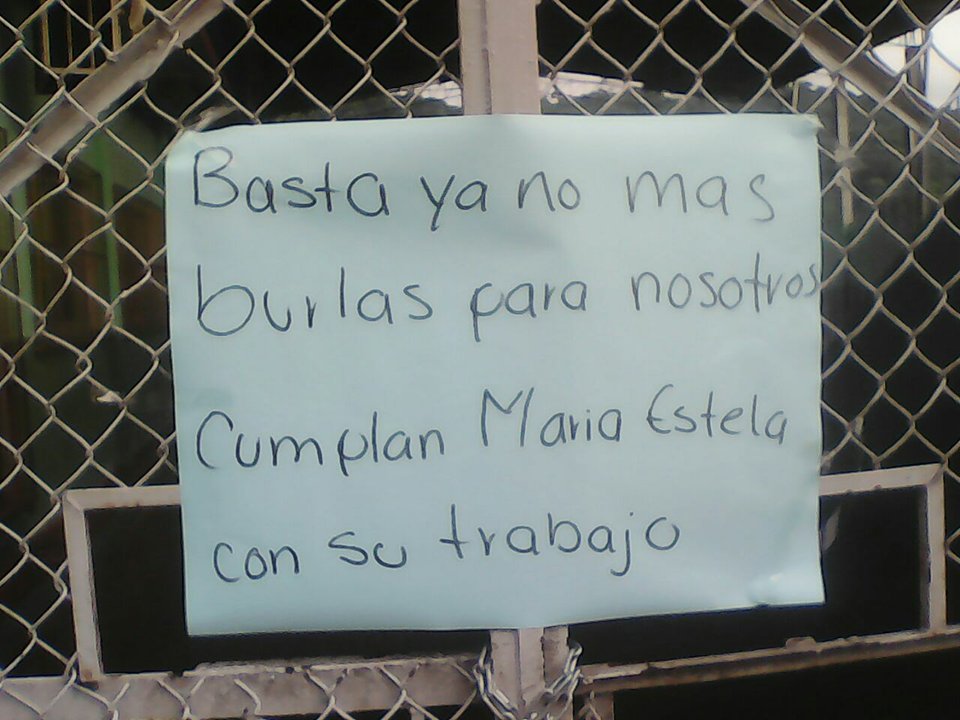 Basta ya no mas
burlas para nosotros
Cumplan Maria Estela
con su trabajo